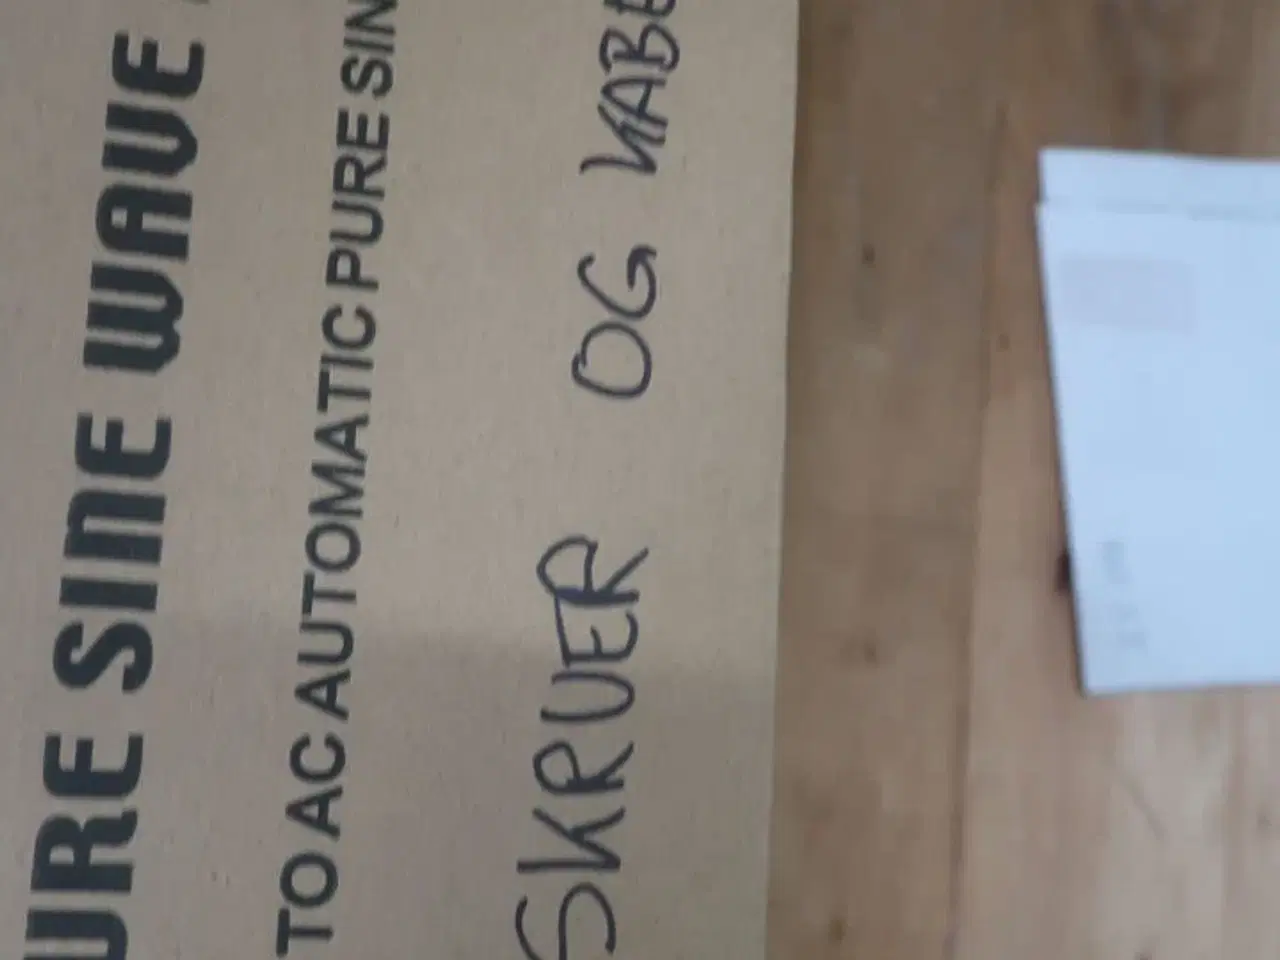 URE SINE WAVE
TO AC AUTOMATIC PURE SIN
SKRUER OG KABE